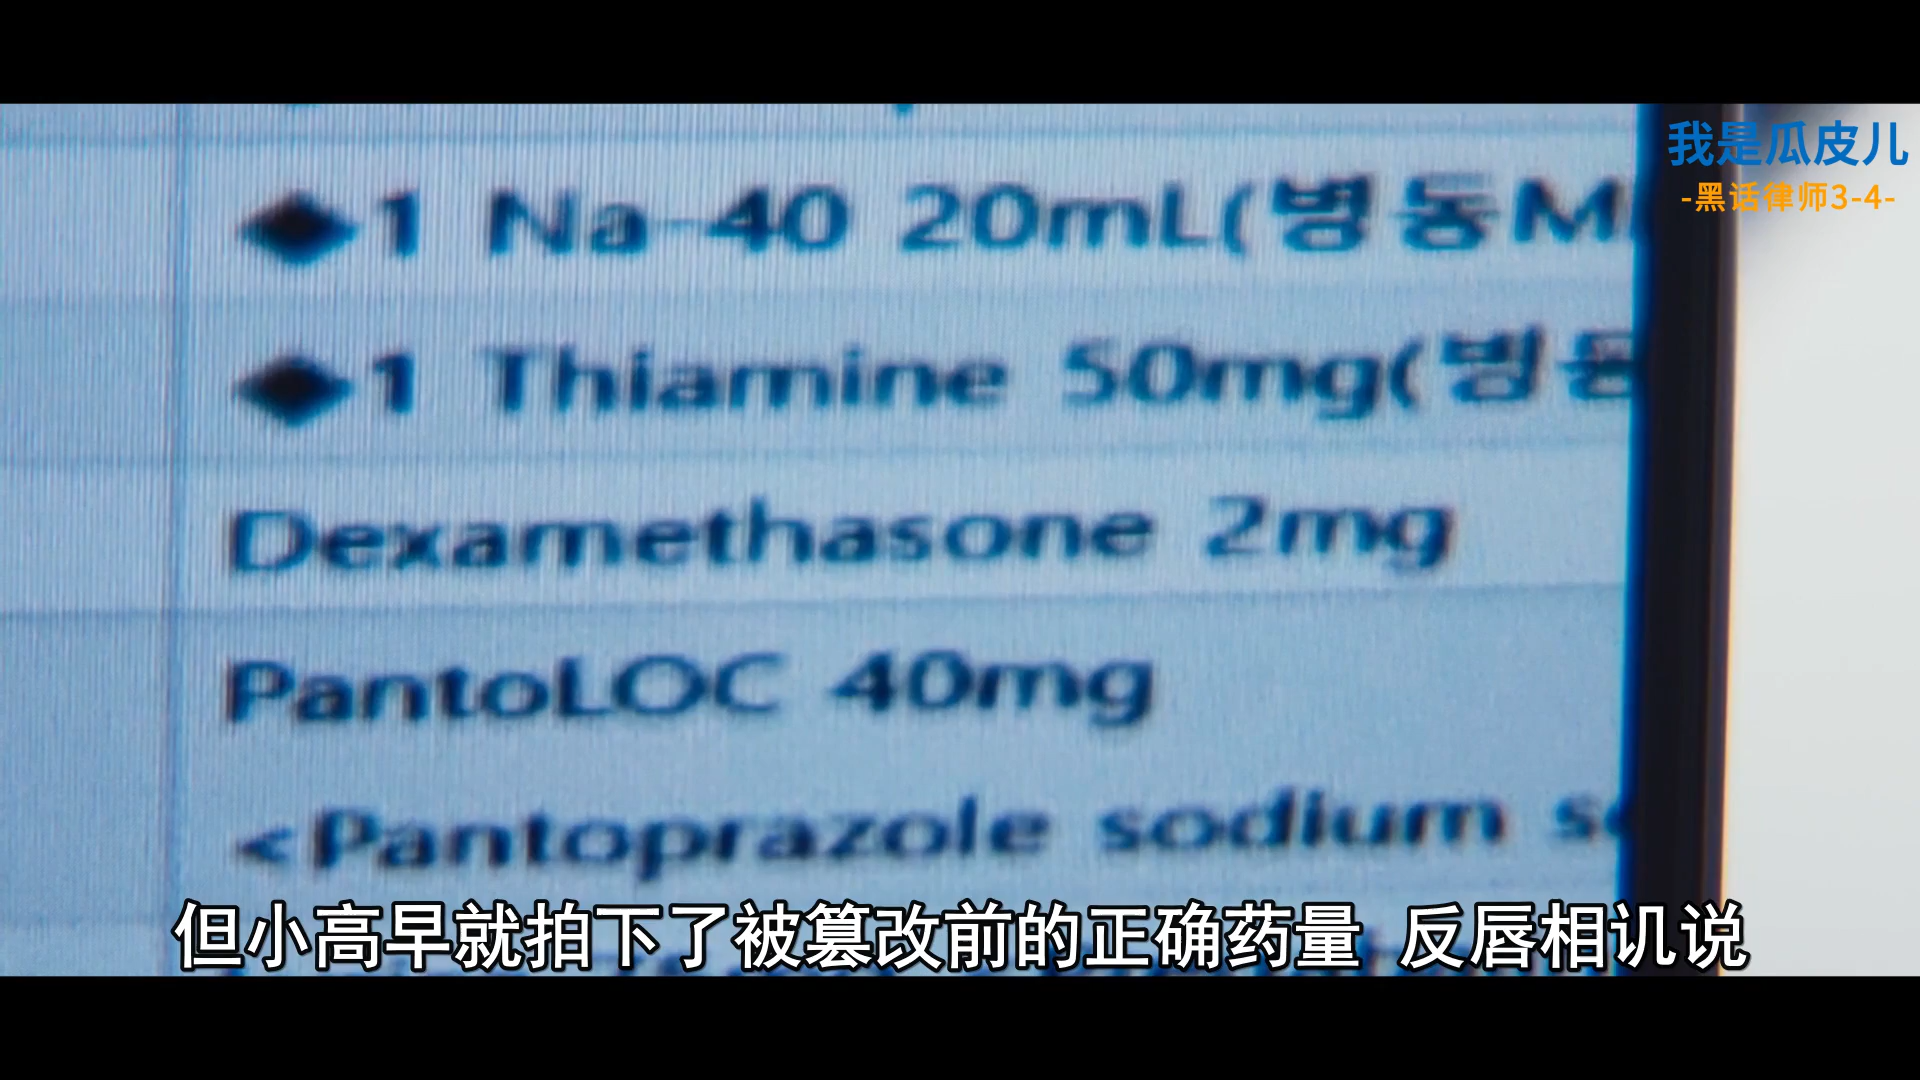 我是瓜皮儿
-黑话律师3-4-
◆1 Na-40 20mL(병동M
◆1 Thiamine 50mg(병동
Dexamethasone 2mg
PantoLOC 40mg
<Pantoprazole sodium
但小高早就拍下了被篡改前的正确药量 反唇相讥说